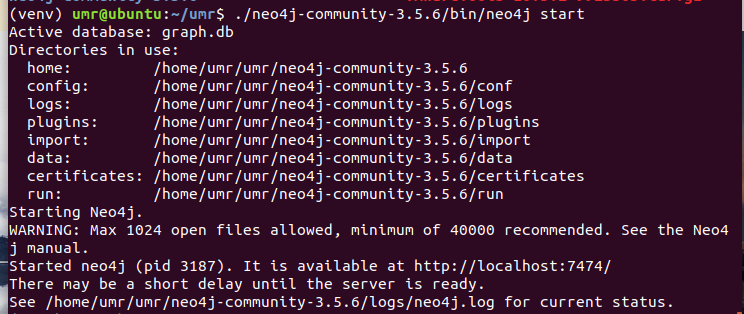 (venv) umr@ubuntu:~/umr$ ./neo4j-community-3.5.6/bin/neo4j start
Active database: graph.db
Directories in use:
  home:         /home/umr/umr/neo4j-community-3.5.6
  config:       /home/umr/umr/neo4j-community-3.5.6/conf
  logs:         /home/umr/umr/neo4j-community-3.5.6/logs
  plugins:      /home/umr/umr/neo4j-community-3.5.6/plugins
  import:       /home/umr/umr/neo4j-community-3.5.6/import
  data:         /home/umr/umr/neo4j-community-3.5.6/data
  certificates: /home/umr/umr/neo4j-community-3.5.6/certificates
  run:          /home/umr/umr/neo4j-community-3.5.6/run
Starting Neo4j.
WARNING: Max 1024 open files allowed, minimum of 40000 recommended. See the Neo4
j manual.
Started neo4j (pid 3187). It is available at http://localhost:7474/
There may be a short delay until the server is ready.
See /home/umr/umr/neo4j-community-3.5.6/logs/neo4j.log for current status.